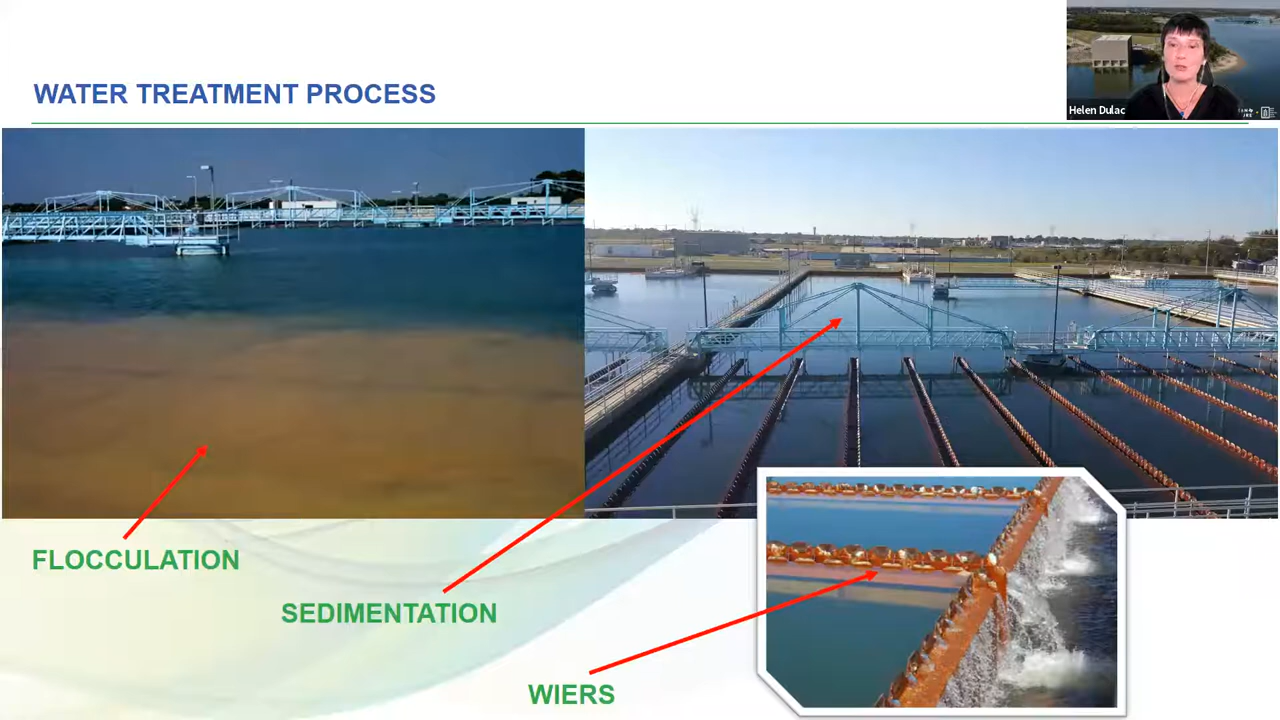 Helen Dulac
WATER TREATMENT PROCESS
FLOCCULATION
SEDIMENTATION
WIERS